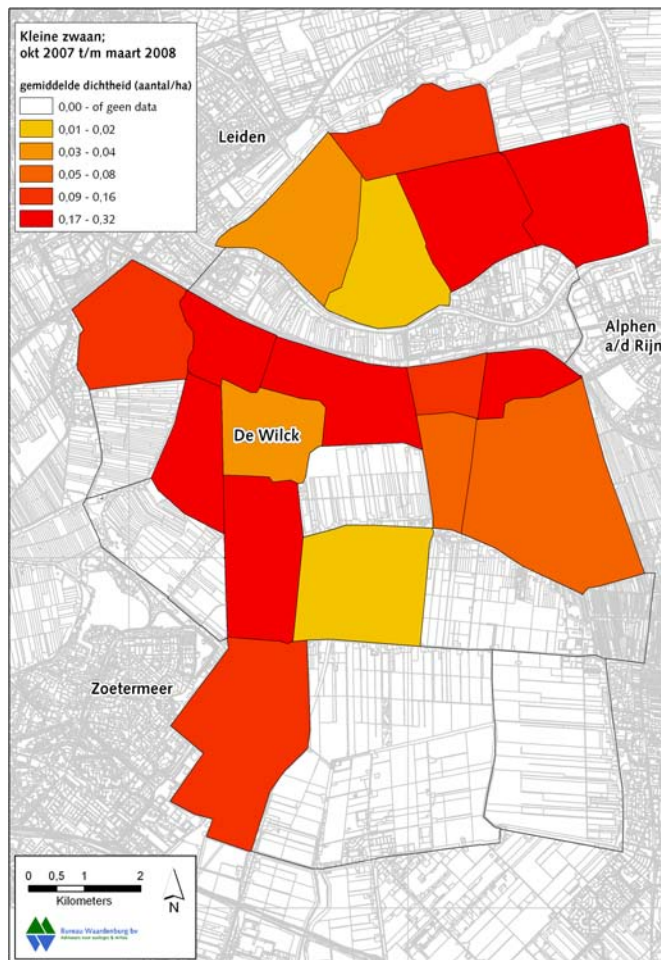 Kleine zwaan;
okt 2007 t/m maart 2008
gemiddelde dichtheid (aantal/ha)
0,00 - of geen data
0,01 - 0,02
0,03 - 0,04
0,05 - 0,08
0,09 - 0,16
0,17 - 0,32
Leiden
Alphen
a/d Rijn
De Wilck
Zoetermeer
0 0,5 1 2
Kilometers
N
Bureau Waardenburg bv